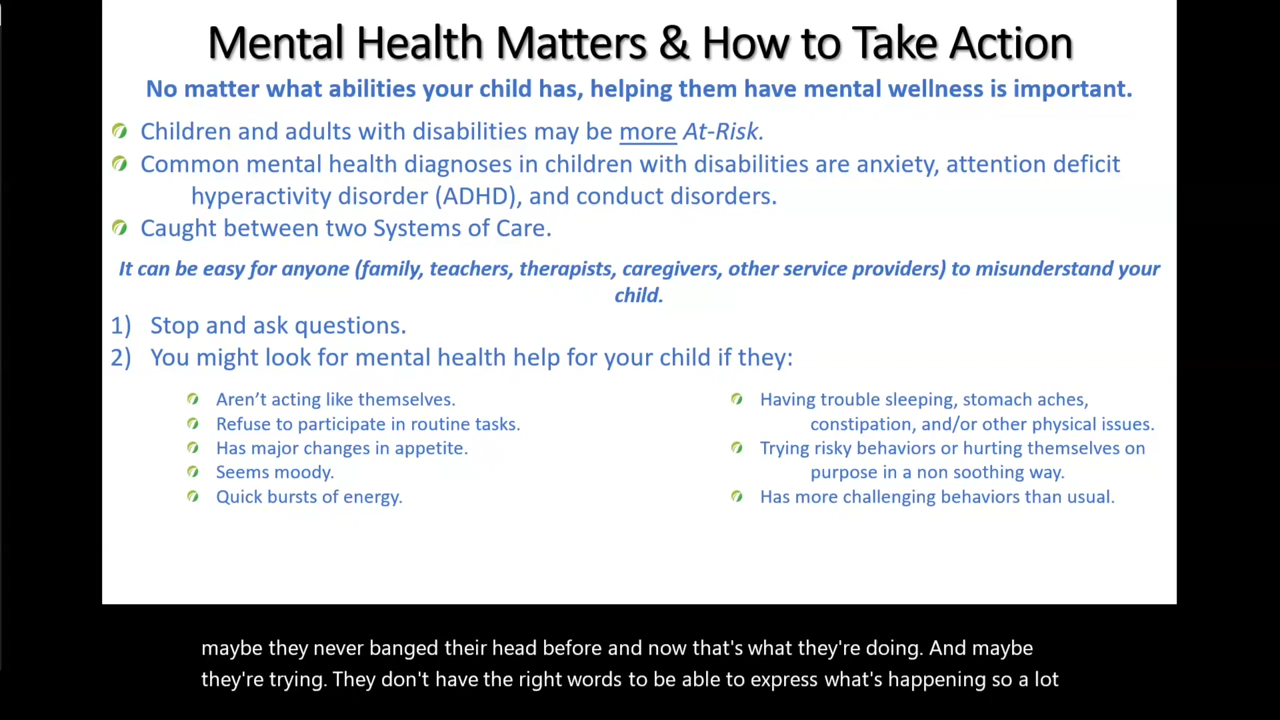 Mental Health Matters & How to Take Action
No matter what abilities your child has, helping them have mental wellness is important.
Children and adults with disabilities may be more At-Risk.
Common mental health diagnoses in children with disabilities are anxiety, attention deficit
hyperactivity disorder (ADHD), and conduct disorders.
Caught between two Systems of Care.
It can be easy for anyone (family, teachers, therapists, caregivers, other service providers) to misunderstand your
child.
1) Stop and ask questions.
2) You might look for mental health help for your child if they:
Aren’t acting like themselves.
Refuse to participate in routine tasks.
Has major changes in appetite.
Seems moody.
Quick bursts of energy.
Having trouble sleeping, stomach aches,
constipation, and/or other physical issues.
Trying risky behaviors or hurting themselves on
purpose in a non soothing way.
Has more challenging behaviors than usual.
maybe they never banged their head before and now that's what they're doing. And maybe
they're trying. They don't have the right words to be able to express what's happening so a lot